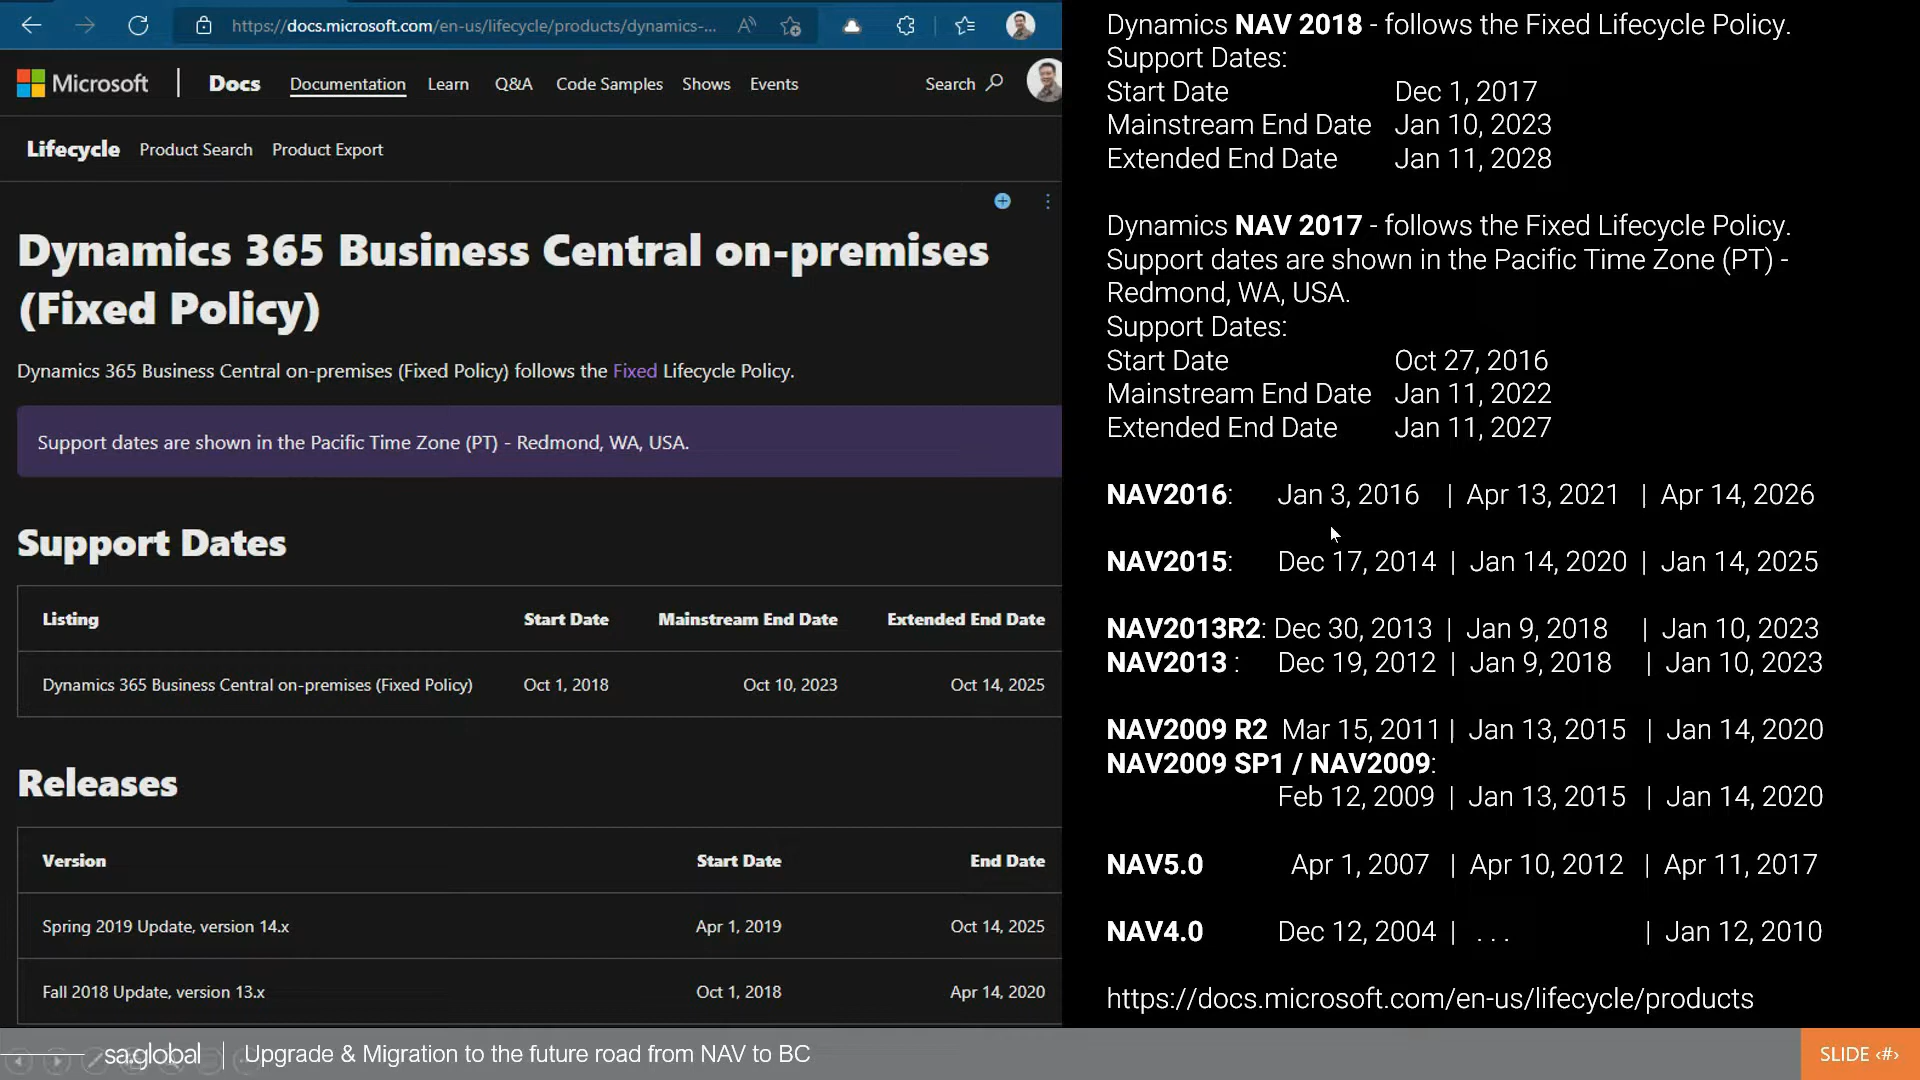 https://docs.microsoft.com/en-us/lifecycle/products/dynamics-...
Microsoft
Docs
Documentation
Learn
Q&A
Code Samples
Shows
Events
Search
Lifecycle
Product Search
Product Export
Dynamics 365 Business Central on-premises
(Fixed Policy)
Dynamics 365 Business Central on-premises (Fixed Policy) follows the Fixed Lifecycle Policy.
Support dates are shown in the Pacific Time Zone (PT) - Redmond, WA, USA.
Support Dates
Listing Start Date Mainstream End Date Extended End Date
Dynamics 365 Business Central on-premises (Fixed Policy) Oct 1, 2018 Oct 10, 2023 Oct 14, 2025
Releases
Version Start Date End Date
Spring 2019 Update, version 14.x Apr 1, 2019 Oct 14, 2025
Fall 2018 Update, version 13.x Oct 1, 2018 Apr 14, 2020
Dynamics NAV 2018 - follows the Fixed Lifecycle Policy.
Support Dates:
Start Date Dec 1, 2017
Mainstream End Date Jan 10, 2023
Extended End Date Jan 11, 2028
Dynamics NAV 2017 - follows the Fixed Lifecycle Policy.
Support dates are shown in the Pacific Time Zone (PT) -
Redmond, WA, USA.
Support Dates:
Start Date Oct 27, 2016
Mainstream End Date Jan 11, 2022
Extended End Date Jan 11, 2027
NAV2016: Jan 3, 2016 | Apr 13, 2021 | Apr 14, 2026
NAV2015: Dec 17, 2014 | Jan 14, 2020 | Jan 14, 2025
NAV2013R2: Dec 30, 2013 | Jan 9, 2018 | Jan 10, 2023
NAV2013 : Dec 19, 2012 | Jan 9, 2018 | Jan 10, 2023
NAV2009 R2 Mar 15, 2011 | Jan 13, 2015 | Jan 14, 2020
NAV2009 SP1 / NAV2009:
Feb 12, 2009 | Jan 13, 2015 | Jan 14, 2020
NAV5.0 Apr 1, 2007 | Apr 10, 2012 | Apr 11, 2017
NAV4.0 Dec 12, 2004 | . . . | Jan 12, 2010
https://docs.microsoft.com/en-us/lifecycle/products
sa.global
Upgrade & Migration to the future road from NAV to BC
SLIDE ‹#›